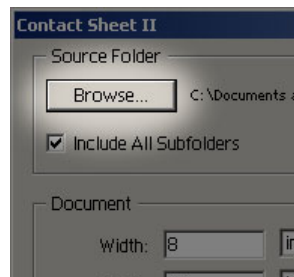 Contact Sheet II
Source Folder
Browse... C:\Documents
Include All Subfolders
Document
Width: 8